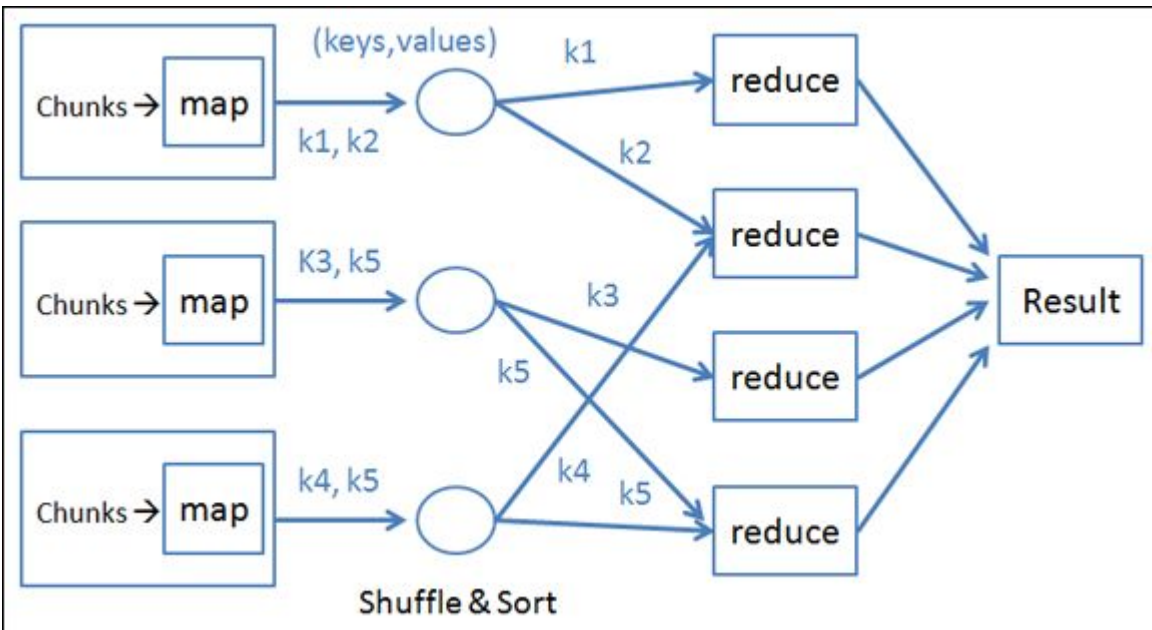 (keys,values)
Chunks → map
k1, k2
k1
k2
reduce
reduce
Chunks → map
K3, k5
k3
k5
reduce
Result
Chunks → map
k4, k5
k4
k5
reduce
Shuffle & Sort